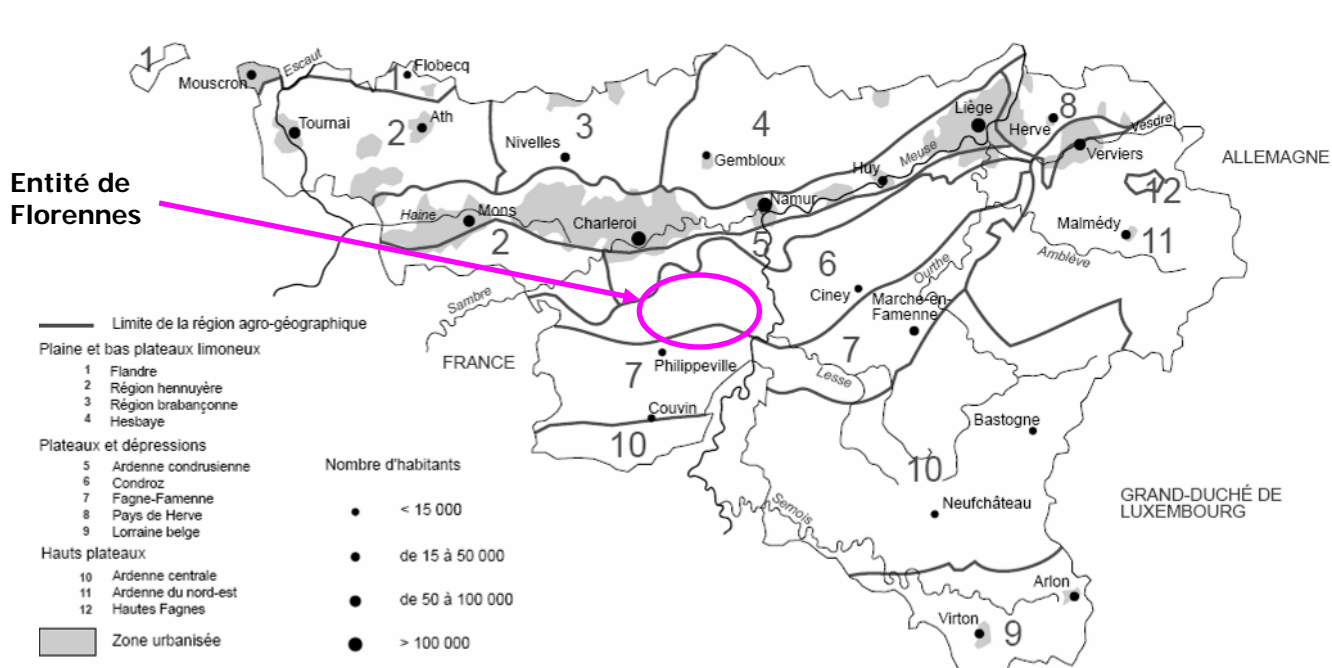 1
Mouscron
Escaut
Flobecq
1
Tournai
2
Ath
3
Nivelles
4
Gembloux
Liège
8
Herve
Vesdre
Verviers
Meuse
Huy
ALLEMAGNE
12
Malmédy
11
Amblève
Entité de
Florennes
Haine
Mons
Charleroi
Namur
2
5
6
Ciney
Ourthe
Marche-en-
Famenne
Sambre
FRANCE
7
Philippeville
7
Lesse
Couvin
10
Bastogne
10
Neufchâteau
Semois
GRAND-DUCHÉ DE
LUXEMBOURG
Arlon
Virton
9
Limite de la région agro-géographique
Plaine et bas plateaux limoneux
1 Flandre
2 Région hennuyère
3 Région brabançonne
4 Hesbaye
Plateaux et dépressions
5 Ardenne condrusienne
6 Condroz
7 Fagne-Famenne
8 Pays de Herve
9 Lorraine belge
Hauts plateaux
10 Ardenne centrale
11 Ardenne du nord-est
12 Hautes Fagnes
Zone urbanisée
Nombre d'habitants
< 15 000
de 15 à 50 000
de 50 à 100 000
> 100 000